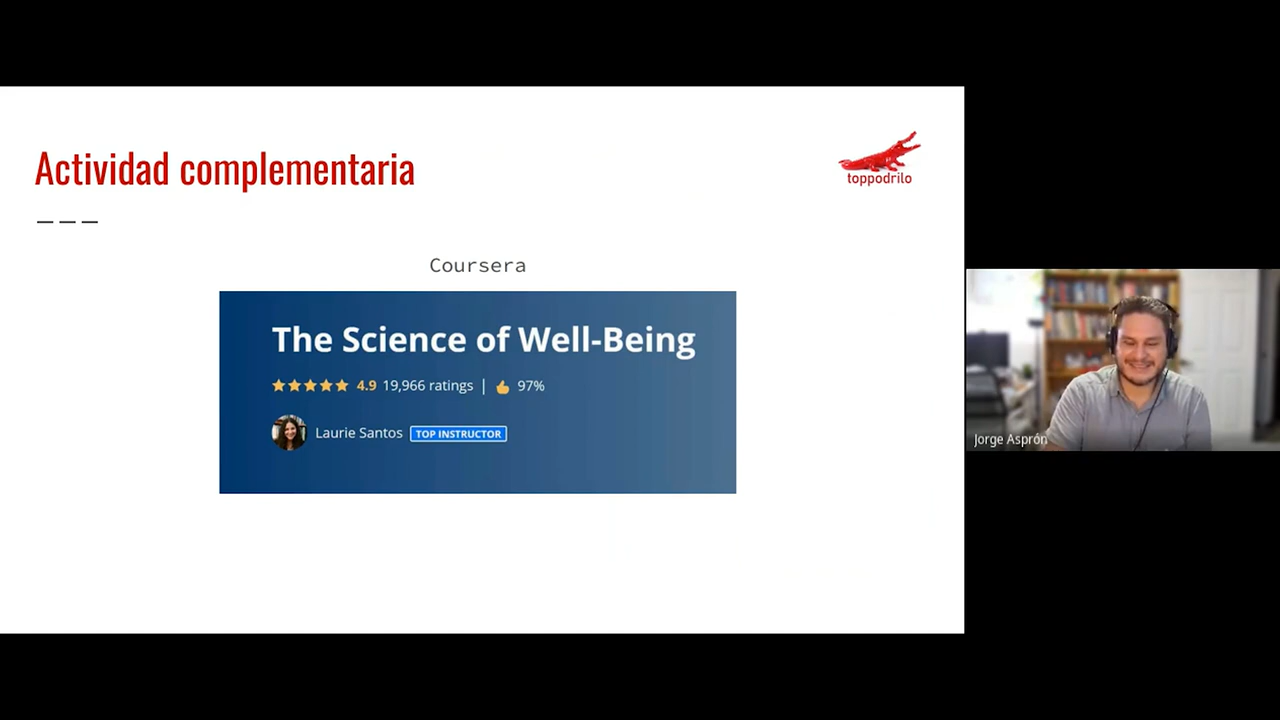 Actividad complementaria
toppodrilo
Coursera
The Science of Well-Being
4.9 19,966 ratings | 97%
Laurie Santos TOP INSTRUCTOR
Jorge Asprón